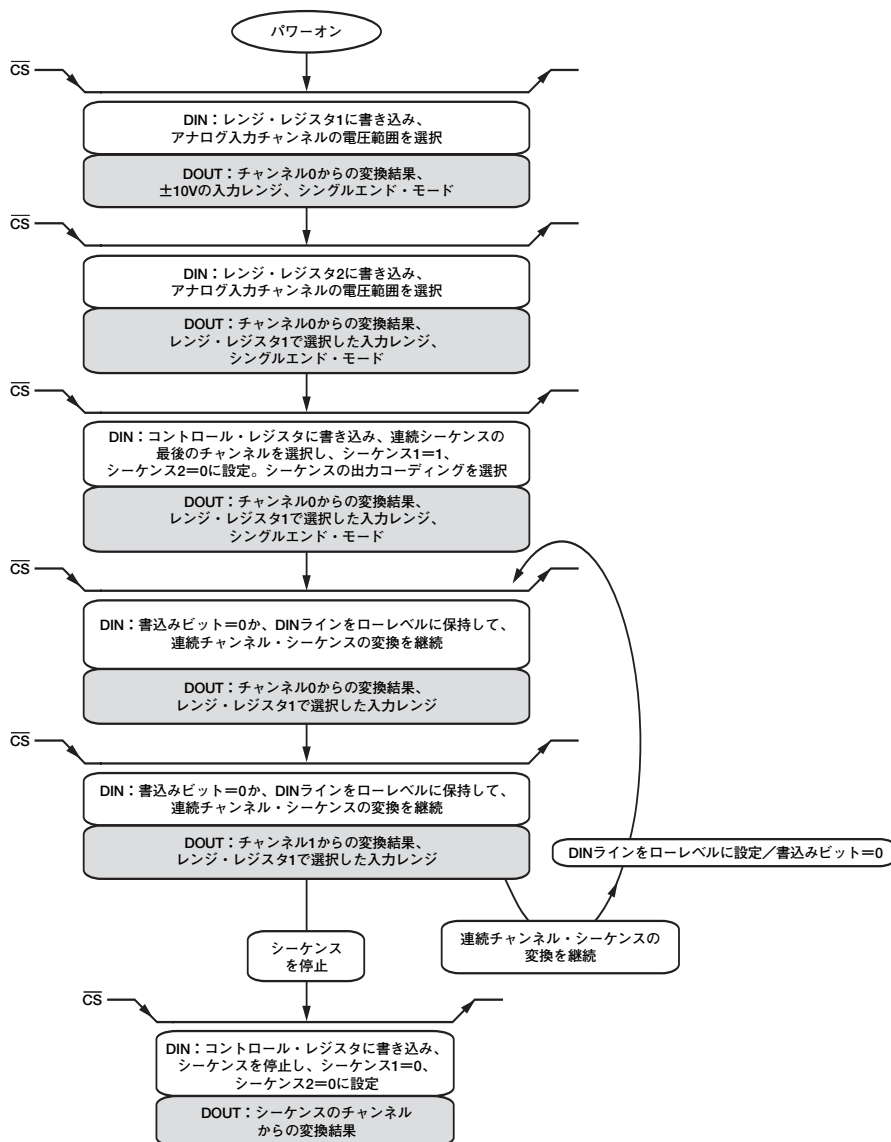 パワーオン
CS
DIN：レンジ・レジスタ1に書き込み、
アナログ入力チャンネルの電圧範囲を選択
DOUT：チャンネル0からの変換結果、
±10Vの入力レンジ、シングルエンド・モード
CS
DIN：レンジ・レジスタ2に書き込み、
アナログ入力チャンネルの電圧範囲を選択
DOUT：チャンネル0からの変換結果、
レンジ・レジスタ1で選択した入力レンジ、
シングルエンド・モード
CS
DIN：コントロール・レジスタに書き込み、連続シーケンスの
最後のチャンネルを選択し、シーケンス1＝1、
シーケンス2＝0に設定。シーケンスの出力コーディングを選択
DOUT：チャンネル0からの変換結果、
レンジ・レジスタ1で選択した入力レンジ、
シングルエンド・モード
CS
DIN：書込みビット＝0か、DINラインをローレベルに保持して、
連続チャンネル・シーケンスの変換を継続
DOUT：チャンネル0からの変換結果、
レンジ・レジスタ1で選択した入力レンジ
CS
DIN：書込みビット＝0か、DINラインをローレベルに保持して、
連続チャンネル・シーケンスの変換を継続
DOUT：チャンネル1からの変換結果、
レンジ・レジスタ1で選択した入力レンジ
DINラインをローレベルに設定／書込みビット＝0
連続チャンネル・シーケンスの
変換を継続
シーケンス
を停止
CS
DIN：コントロール・レジスタに書き込み、
シーケンスを停止し、シーケンス1＝0、
シーケンス2＝0に設定
DOUT：シーケンスのチャンネル
からの変換結果